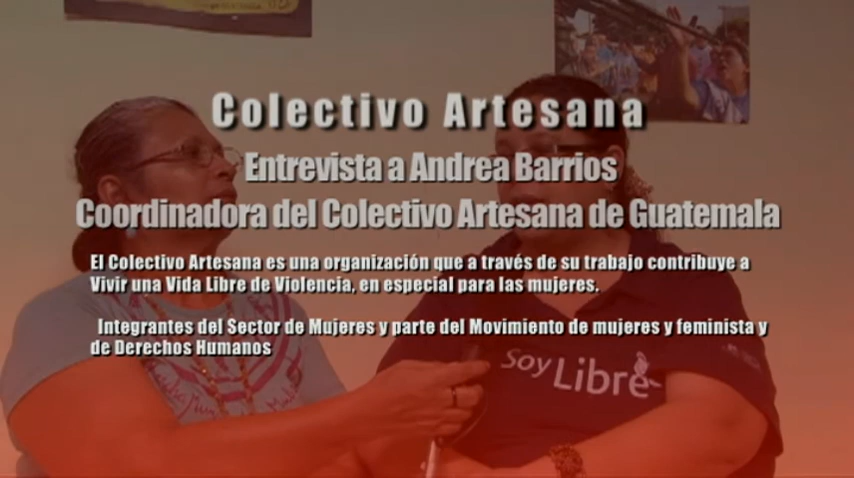 Colectivo Artesana
Entrevista a Andrea Barrios
Coordinadora del Colectivo Artesana de Guatemala
El Colectivo Artesana es una organización que a través de su trabajo contribuye a
Vivir una Vida Libre de Violencia, en especial para las mujeres.
Integrantes del Sector de Mujeres y parte del Movimiento de mujeres y feminista y
de Derechos Humanos
Soy Libre